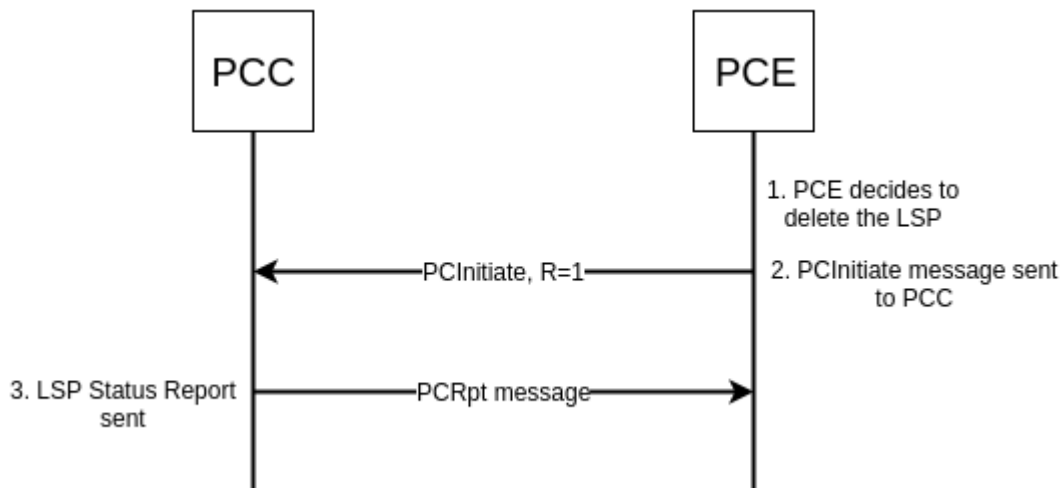 PCC
PCE
1. PCE decides to
delete the LSP
PCInitiate, R=1
2. PCInitiate message sent
to PCC
3. LSP Status Report
sent
PCRpt message